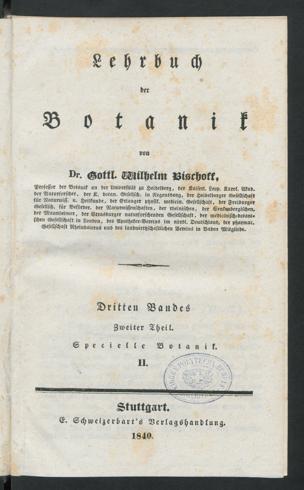 Lehrbuch
der
Botanik
von
Dr. Gottl. Wilhelm Bischoff,
Professor der Botanik an der Universität zu Heidelberg, der Kaiserl. Leop. Karol. Akad.
der Naturforscher, der K. botan. Gesellsch. in Regensburg, der Heidelberger Gesellschaft
für Naturwiss. u. Heilkunde, der Erlanger physik. medicin. Gesellschaft, der Freiburger
Gesellsch. für Beförder. der Naturwissenschaften, der rheinischen, der Senkenbergischen,
der Mannheimer, der Strasburger naturforschenden Gesellschaft, der medicinisch-botani-
schen Gesellschaft in London, des Apotheker-Vereins im nördl. Deutschland, der pharmac.
Gesellschaft Rheinbaierns und des landwirthschaftlichen Vereins in Baden Mitgliede.
Dritten Bandes
Zweiter Theil.
Specielle Botanik.
II.
Stuttgart.
E. Schweizerbart's Verlagshandlung.
1840.